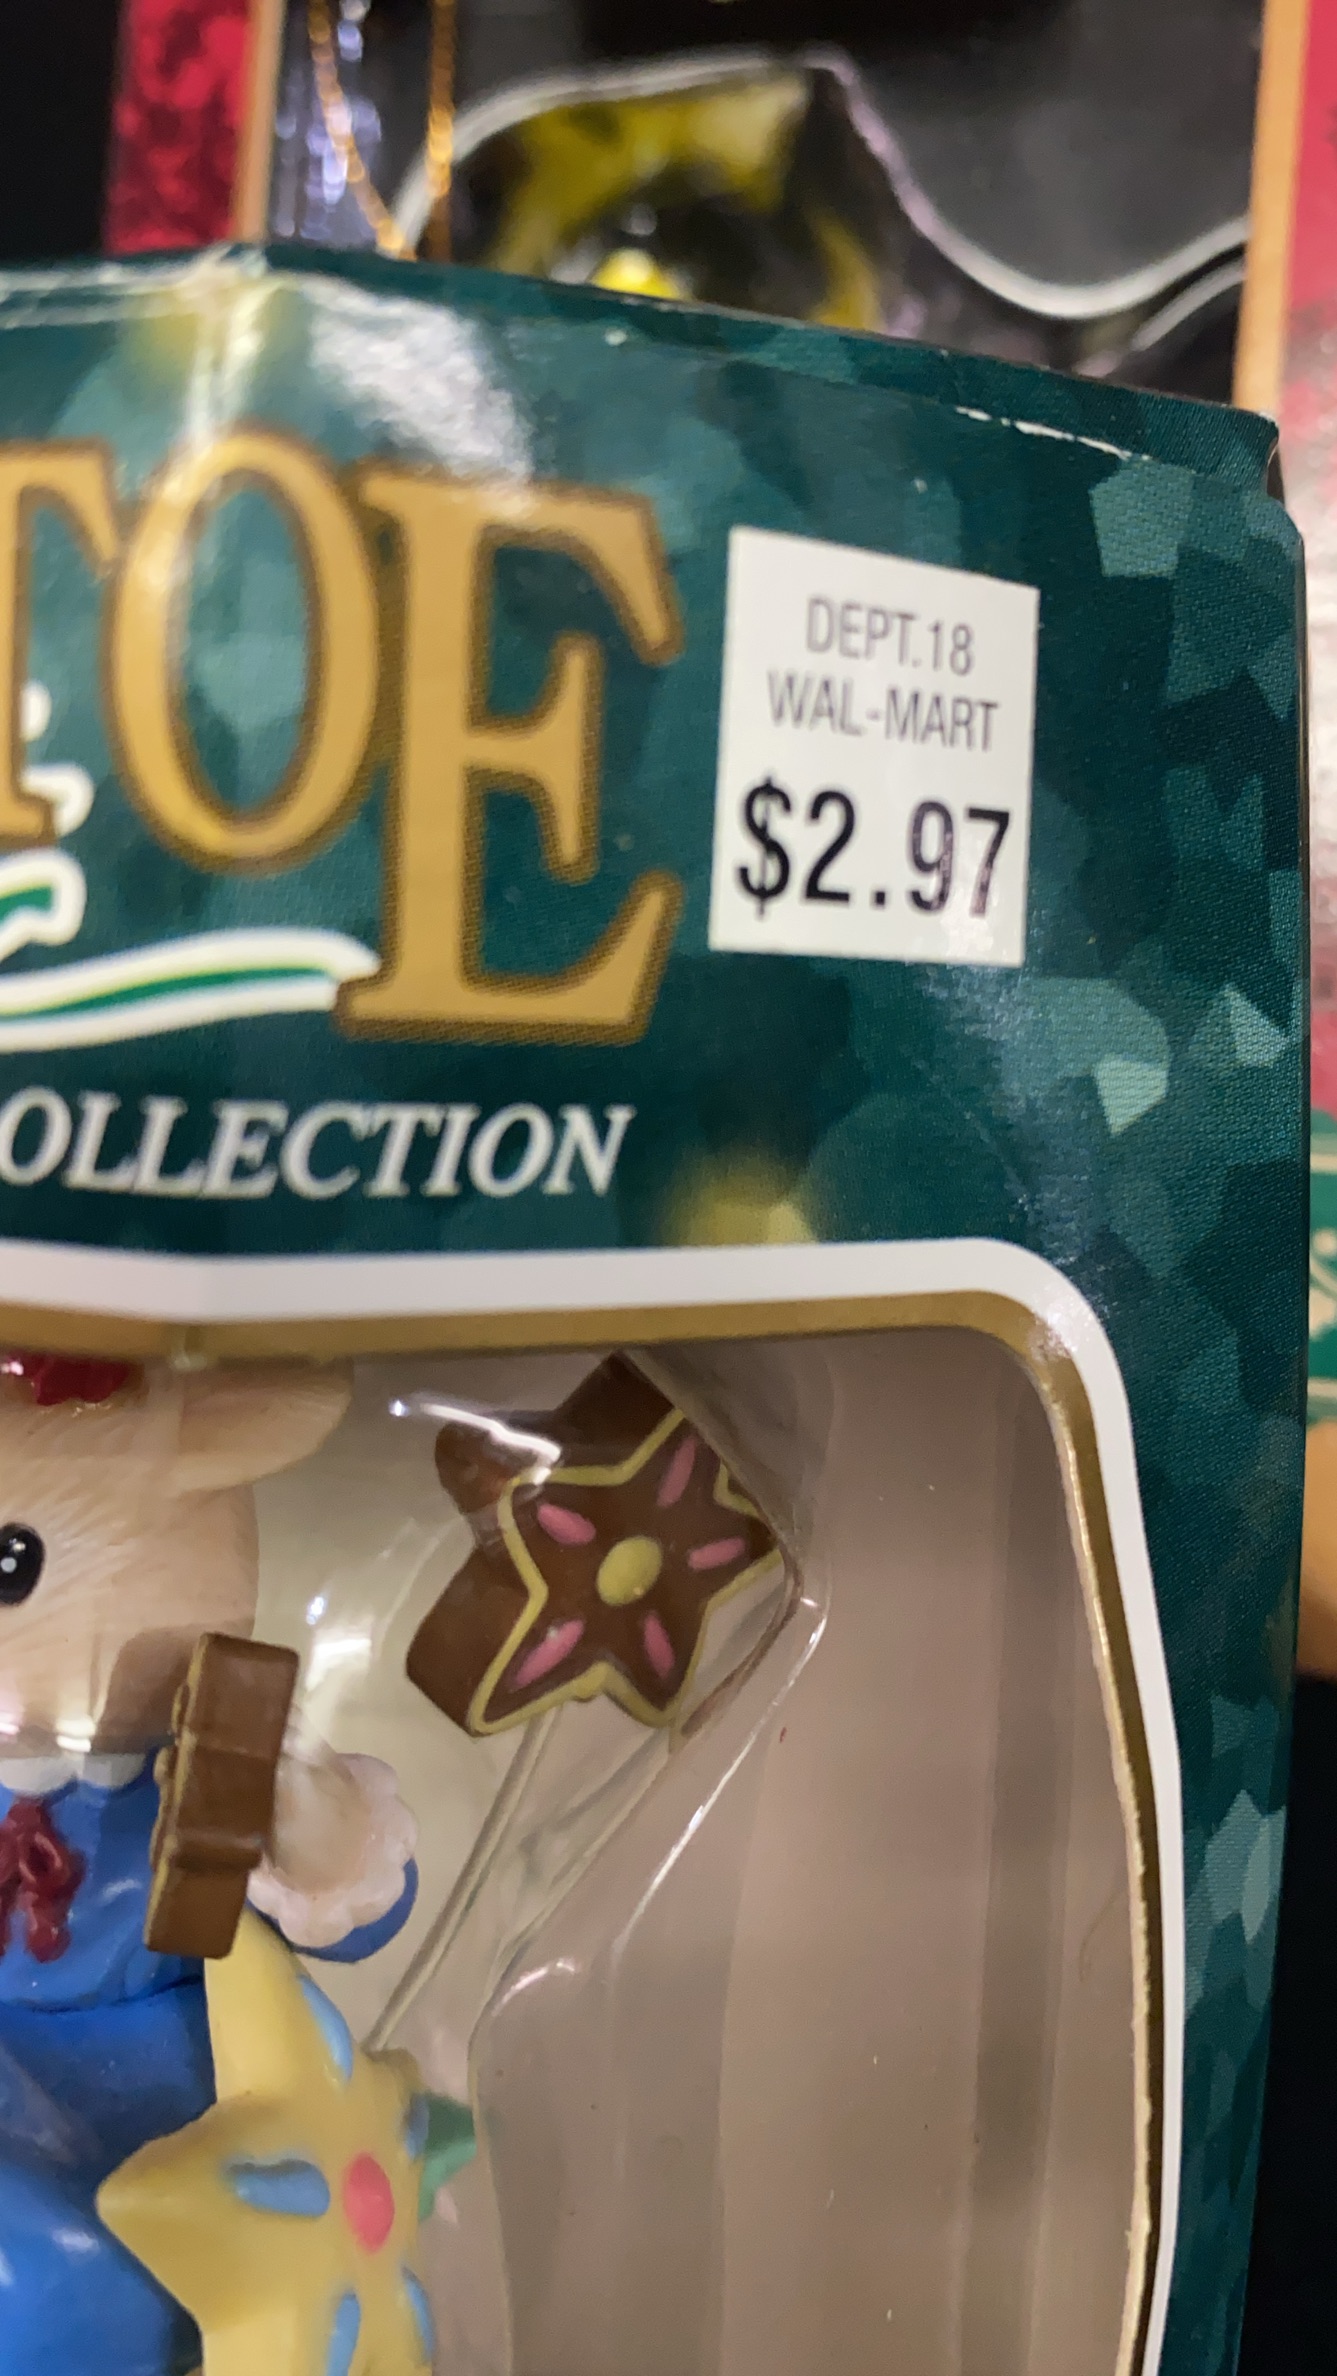 TOE
DEPT.18
WAL-MART
$2.97
OLLECTION